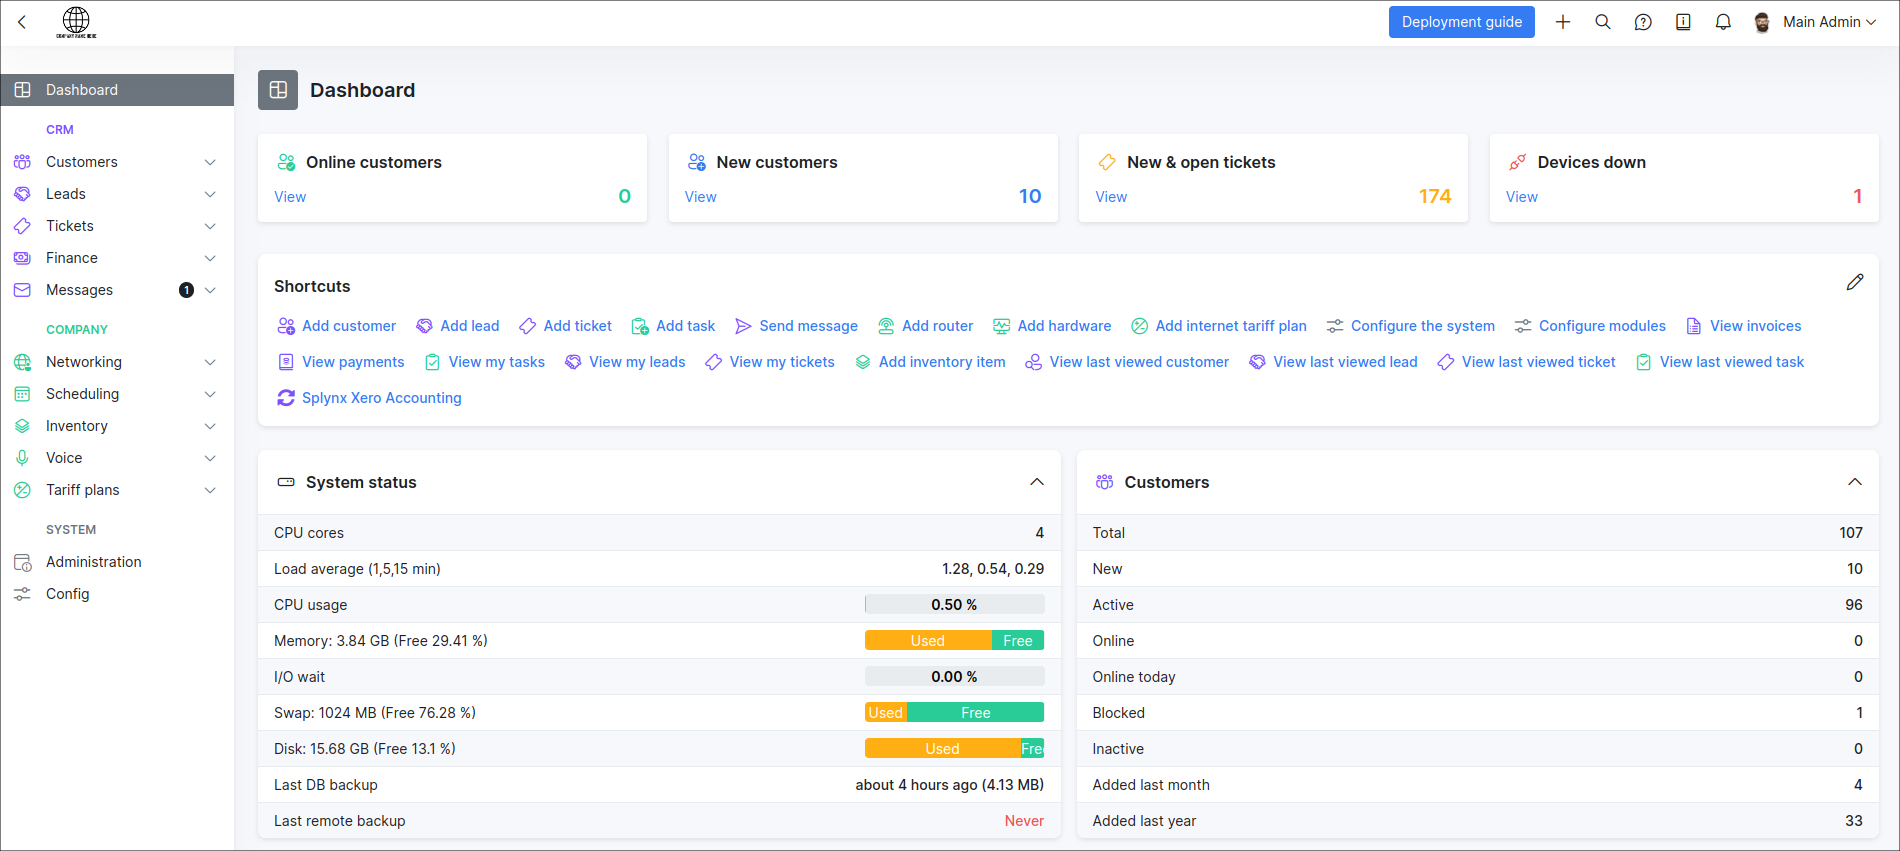 COMPANY NAME HERE
Deployment guide
Main Admin
Dashboard
CRM
Customers
Leads
Tickets
Finance
Messages 1
COMPANY
Networking
Scheduling
Inventory
Voice
Tariff plans
SYSTEM
Administration
Config
Dashboard
Online customers
View 0
New customers
View 10
New & open tickets
View 174
Devices down
View 1
Shortcuts
Add customer Add lead Add ticket Add task Send message Add router Add hardware Add internet tariff plan Configure the system Configure modules View invoices
View payments View my tasks View my leads View my tickets Add inventory item View last viewed customer View last viewed lead View last viewed ticket View last viewed task
Splynx Xero Accounting
System status
CPU cores 4
Load average (1,5,15 min) 1.28, 0.54, 0.29
CPU usage 0.50 %
Memory: 3.84 GB (Free 29.41 %) Used Free
I/O wait 0.00 %
Swap: 1024 MB (Free 76.28 %) Used Free
Disk: 15.68 GB (Free 13.1 %) Used Free
Last DB backup about 4 hours ago (4.13 MB)
Last remote backup Never
Customers
Total 107
New 10
Active 96
Online 0
Online today 0
Blocked 1
Inactive 0
Added last month 4
Added last year 33